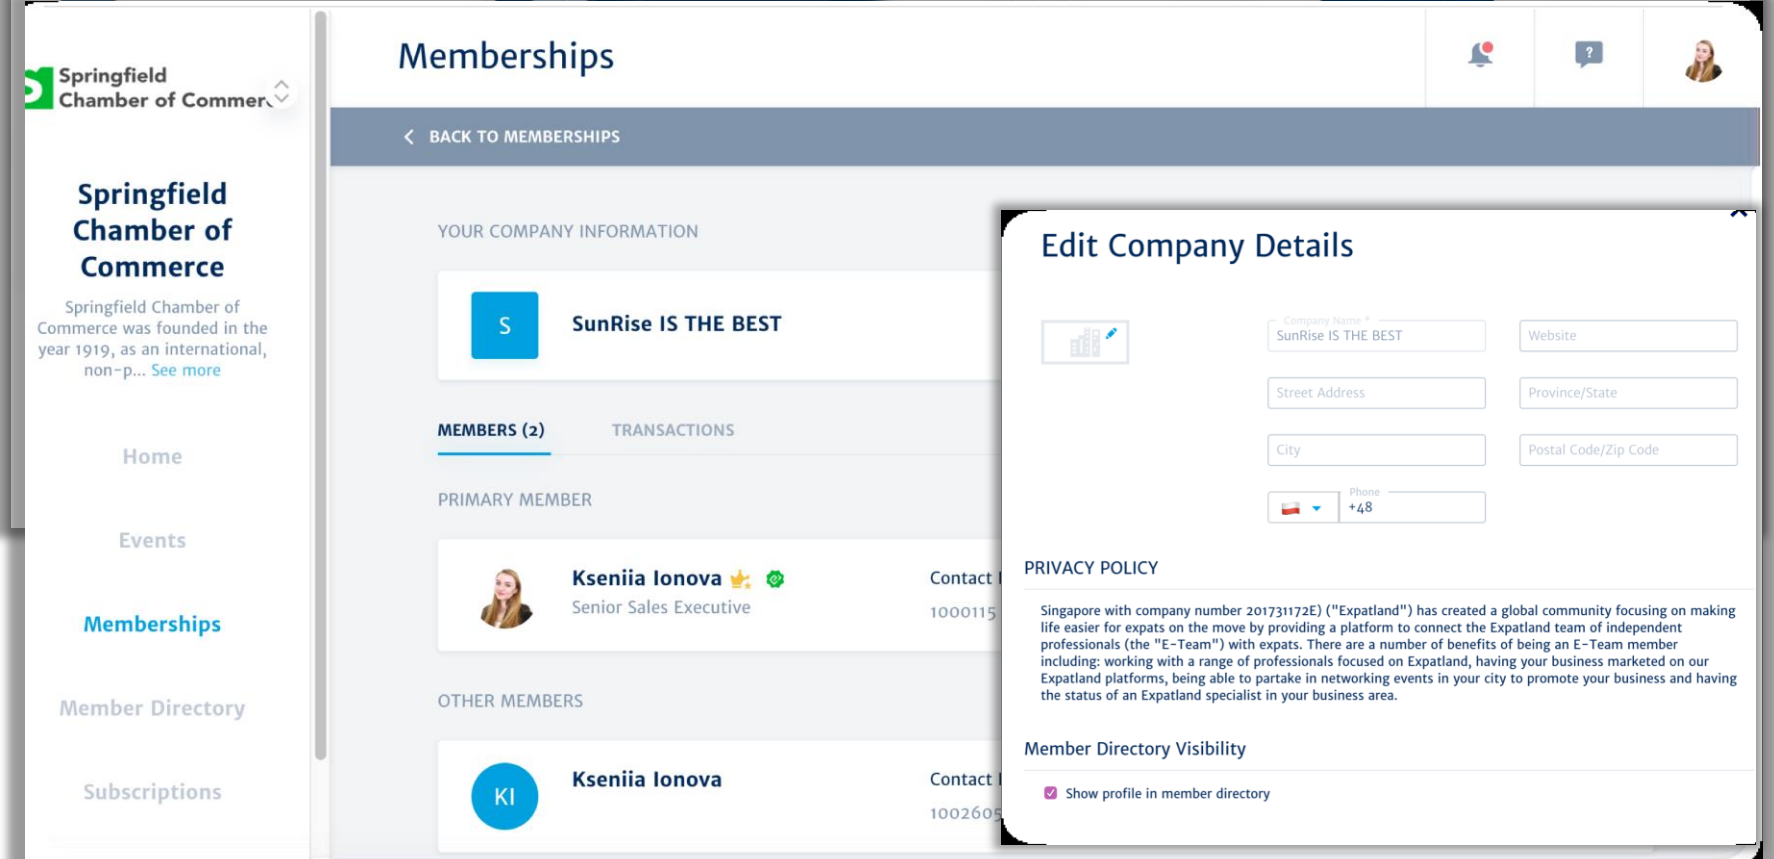 Springfield
Chamber of Commer
Springfield
Chamber of
Commerce
Springfield Chamber of
Commerce was founded in the
year 1919, as an international,
non-p... See more
Home
Events
Memberships
Member Directory
Subscriptions
Memberships
?
BACK TO MEMBERSHIPS
YOUR COMPANY INFORMATION
S
SunRise IS THE BEST
MEMBERS (2)
TRANSACTIONS
PRIMARY MEMBER
Kseniia Ionova
Senior Sales Executive
Contact
1000115
OTHER MEMBERS
KI
Kseniia Ionova
Contact
1002605
Edit Company Details
Company Name *
SunRise IS THE BEST
Website
Street Address
Province/State
City
Postal Code/Zip Code
Phone
+48
PRIVACY POLICY
Singapore with company number 201731172E) ("Expatland") has created a global community focusing on making
life easier for expats on the move by providing a platform to connect the Expatland team of independent
professionals (the "E-Team") with expats. There are a number of benefits of being an E-Team member
including: working with a range of professionals focused on Expatland, having your business marketed on our
Expatland platforms, being able to partake in networking events in your city to promote your business and having
the status of an Expatland specialist in your business area.
Member Directory Visibility
Show profile in member directory